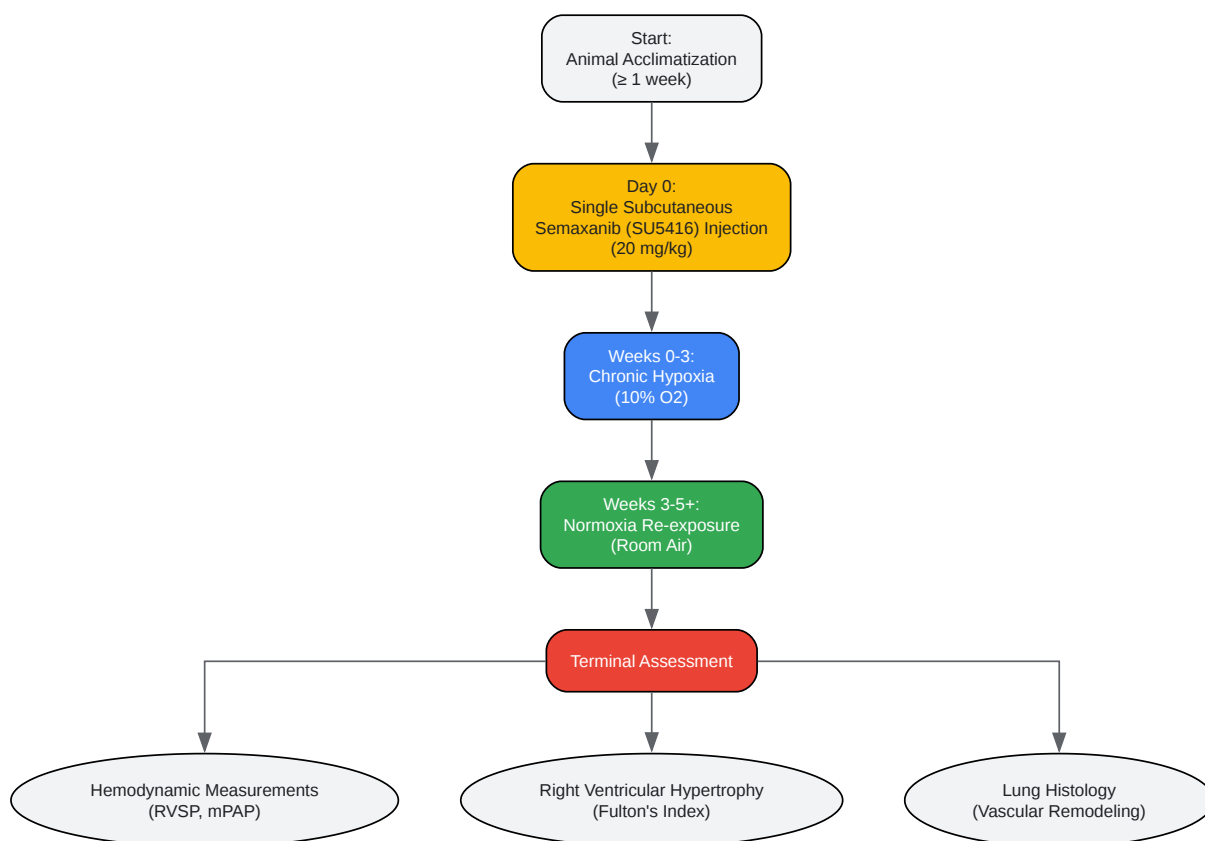 Start:
Animal Acclimatization
(≥ 1 week)
Day 0:
Single Subcutaneous
Semaxanib (SU5416) Injection
(20 mg/kg)
Weeks 0-3:
Chronic Hypoxia
(10% O2)
Weeks 3-5+:
Normoxia Re-exposure
(Room Air)
Terminal Assessment
Hemodynamic Measurements
(RVSP, mPAP)
Right Ventricular Hypertrophy
(Fulton's Index)
Lung Histology
(Vascular Remodeling)